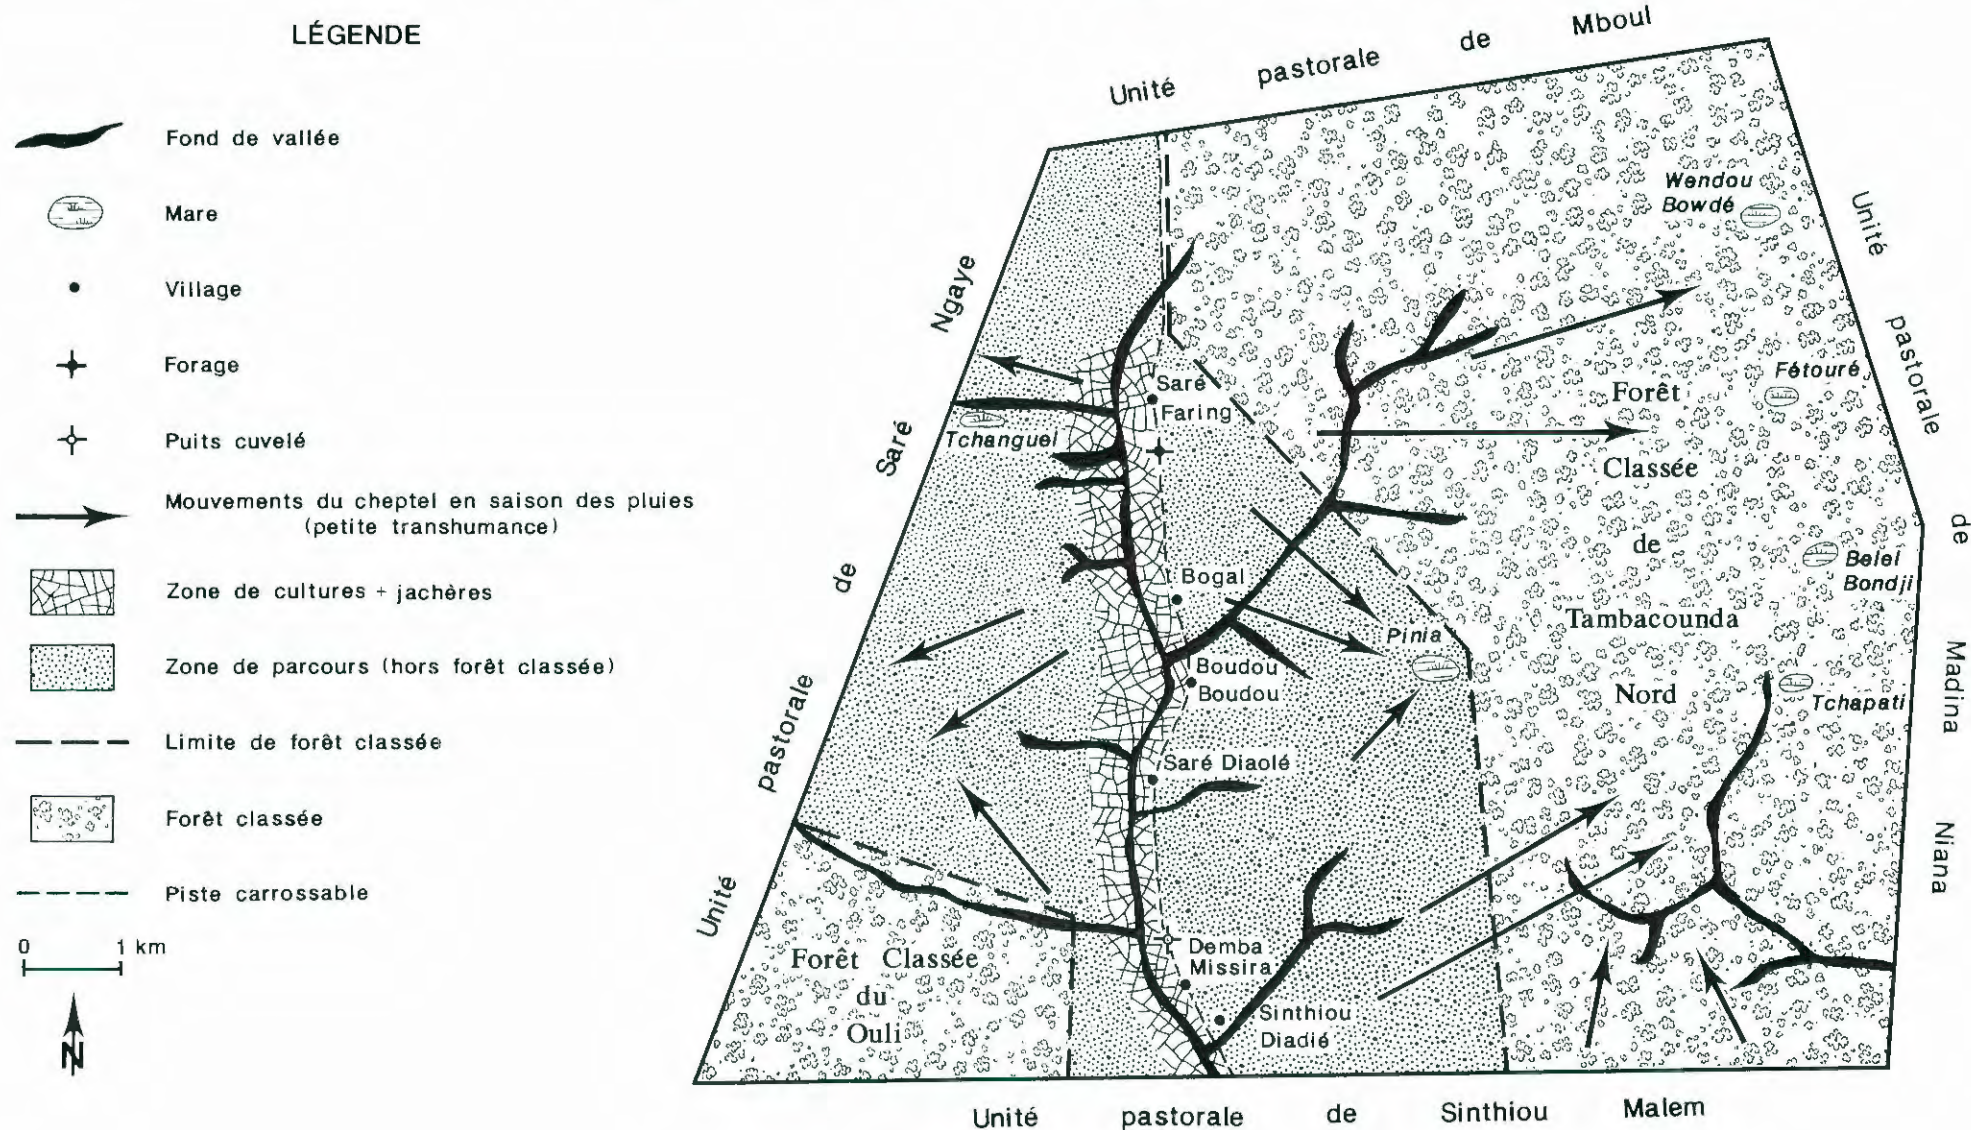 LÉGENDE
Fond de vallée
Mare
Village
Forage
Puits cuvelé
Mouvements du cheptel en saison des pluies
(petite transhumance)
Zone de cultures + jachères
Zone de parcours (hors forêt classée)
Limite de forêt classée
Forêt classée
Piste carrossable
0 1 km
N
Unité pastorale de Mboul
Unité pastorale de Madina Niana
Unité pastorale de Saré Ngaye
Unité pastorale de Sinthiou Malem
Wendou
Bowdé
Fétouré
Forêt
Classée
de
Tambacounda
Nord
Belei
Bondji
Tchapati
Saré
Faring
Tchanguei
Bogal
Pinia
Boudou
Boudou
Saré Diaolé
Demba
Missira
Sinthiou
Diadié
Forêt Classée
du
Ouli